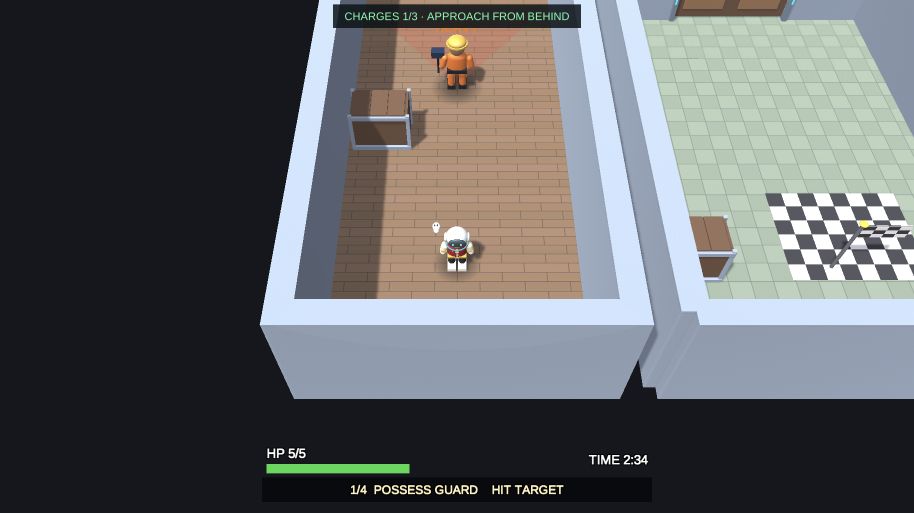 CHARGES 1/3 · APPROACH FROM BEHIND
HP 5/5
TIME 2:34
1/4 POSSESS GUARD HIT TARGET